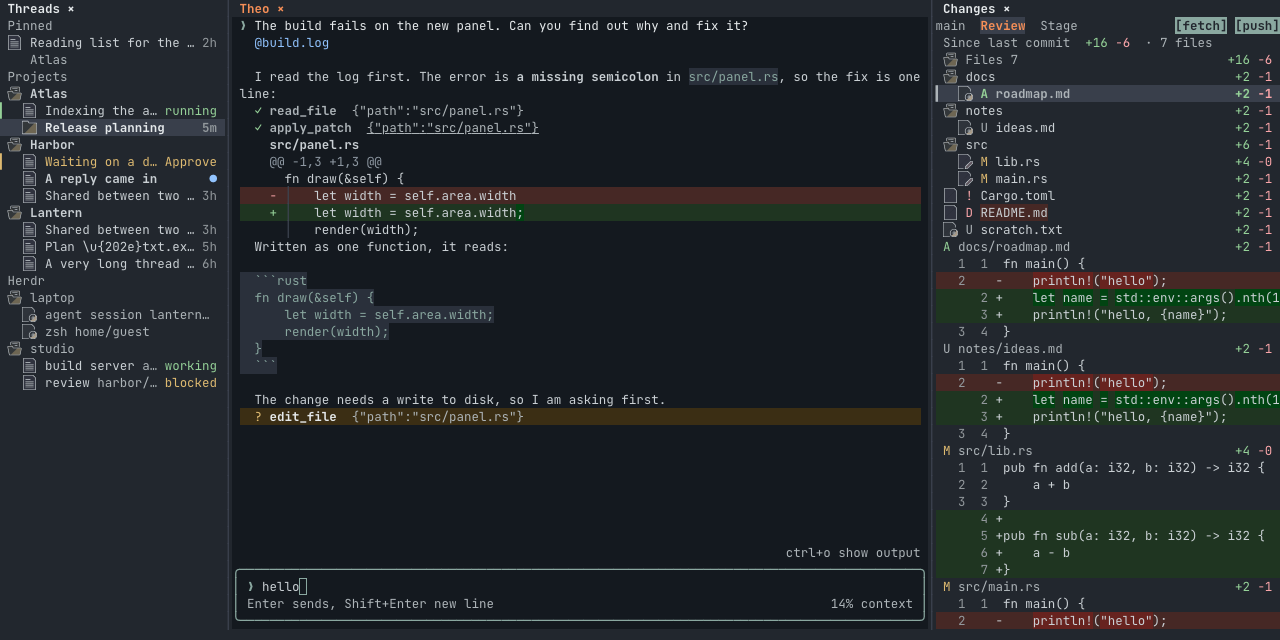 Threads ×
Pinned
Reading list for the … 2h
Atlas
Projects
Atlas
Indexing the a… running
Release planning 5m
Harbor
Waiting on a d… Approve
A reply came in
Shared between two … 3h
Lantern
Shared between two … 3h
Plan \u{202e}txt.ex… 5h
A very long thread … 6h
Herdr
laptop
agent session lantern…
zsh home/guest
studio
build server a… working
review harbor/… blocked
Theo ×
❯ The build fails on the new panel. Can you find out why and fix it?
@build.log
I read the log first. The error is a missing semicolon in src/panel.rs, so the fix is one
line:
✓ read_file {"path":"src/panel.rs"}
✓ apply_patch {"path":"src/panel.rs"}
src/panel.rs
@@ -1,3 +1,3 @@
fn draw(&self) {
- let width = self.area.width
+ let width = self.area.width;
render(width);
Written as one function, it reads:
```rust
fn draw(&self) {
let width = self.area.width;
render(width);
}
```
The change needs a write to disk, so I am asking first.
? edit_file {"path":"src/panel.rs"}
ctrl+o show output
❯ hello
Enter sends, Shift+Enter new line 14% context
Changes ×
main Review Stage [fetch] [push]
Since last commit +16 -6 · 7 files
Files 7 +16 -6
docs +2 -1
A roadmap.md +2 -1
notes +2 -1
U ideas.md +2 -1
src +6 -1
M lib.rs +4 -0
M main.rs +2 -1
! Cargo.toml +2 -1
D README.md +2 -1
U scratch.txt +2 -1
A docs/roadmap.md +2 -1
1 1 fn main() {
2 - println!("hello");
2 + let name = std::env::args().nth(1
3 + println!("hello, {name}");
3 4 }
U notes/ideas.md +2 -1
1 1 fn main() {
2 - println!("hello");
2 + let name = std::env::args().nth(1
3 + println!("hello, {name}");
3 4 }
M src/lib.rs +4 -0
1 1 pub fn add(a: i32, b: i32) -> i32 {
2 2 a + b
3 3 }
4 +
5 +pub fn sub(a: i32, b: i32) -> i32 {
6 + a - b
7 +}
M src/main.rs +2 -1
1 1 fn main() {
2 - println!("hello");